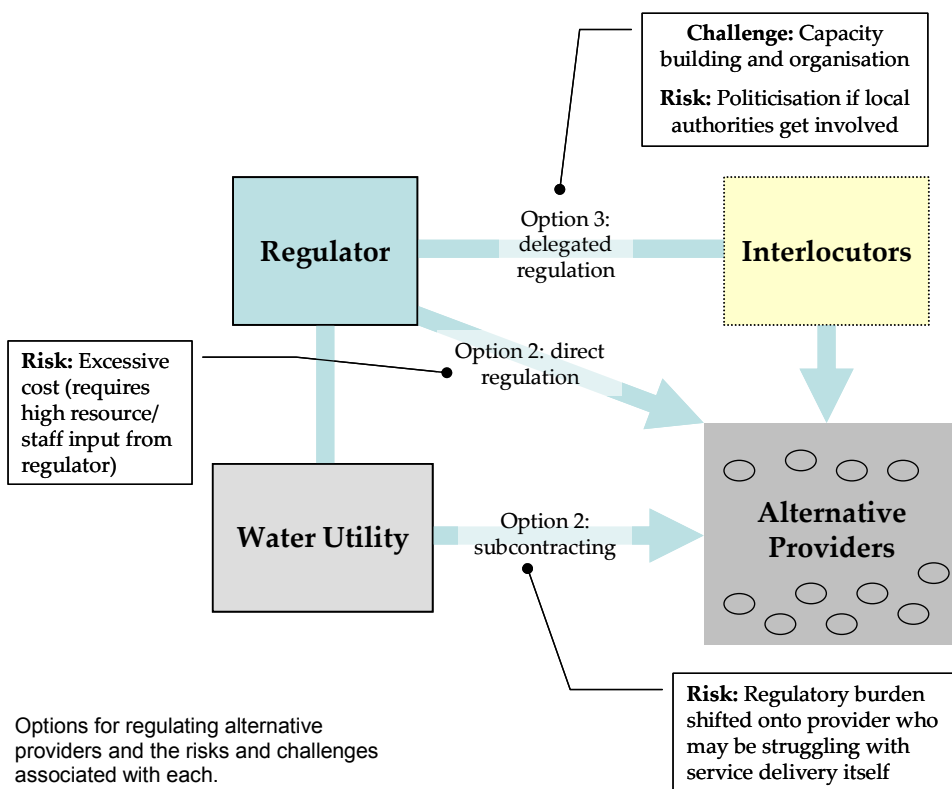 Challenge: Capacity
building and organisation
Risk: Politicisation if local
authorities get involved
Regulator
Option 3:
delegated
regulation
Interlocutors
Risk: Excessive
cost (requires
high resource/
staff input from
regulator)
Option 2: direct
regulation
Water Utility
Option 2:
subcontracting
Alternative
Providers
Risk: Regulatory burden
shifted onto provider who
may be struggling with
service delivery itself
Options for regulating alternative
providers and the risks and challenges
associated with each.